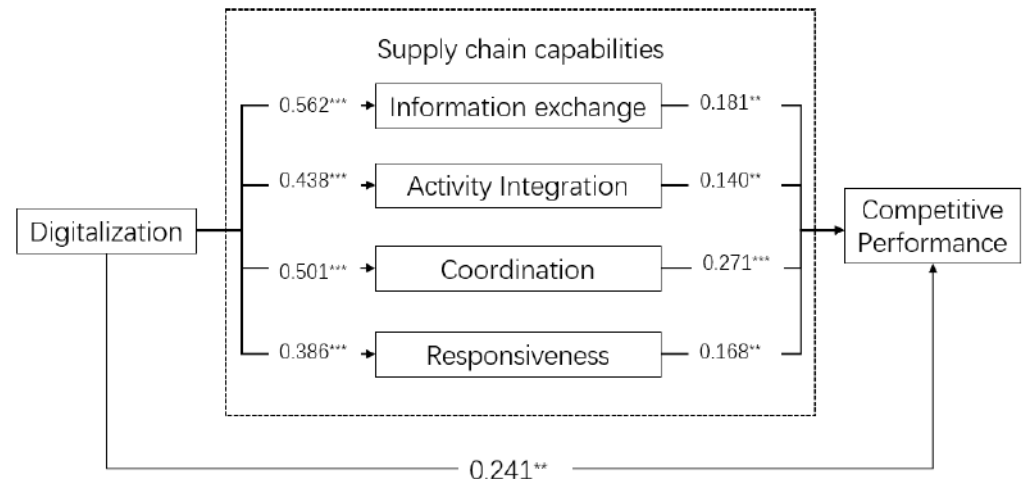 Supply chain capabilities
0.562*** Information exchange 0.181**
0.438*** Activity Integration 0.140**
Digitalization
Competitive
Performance
0.501*** Coordination 0.271***
0.386*** Responsiveness 0.168**
0.241**